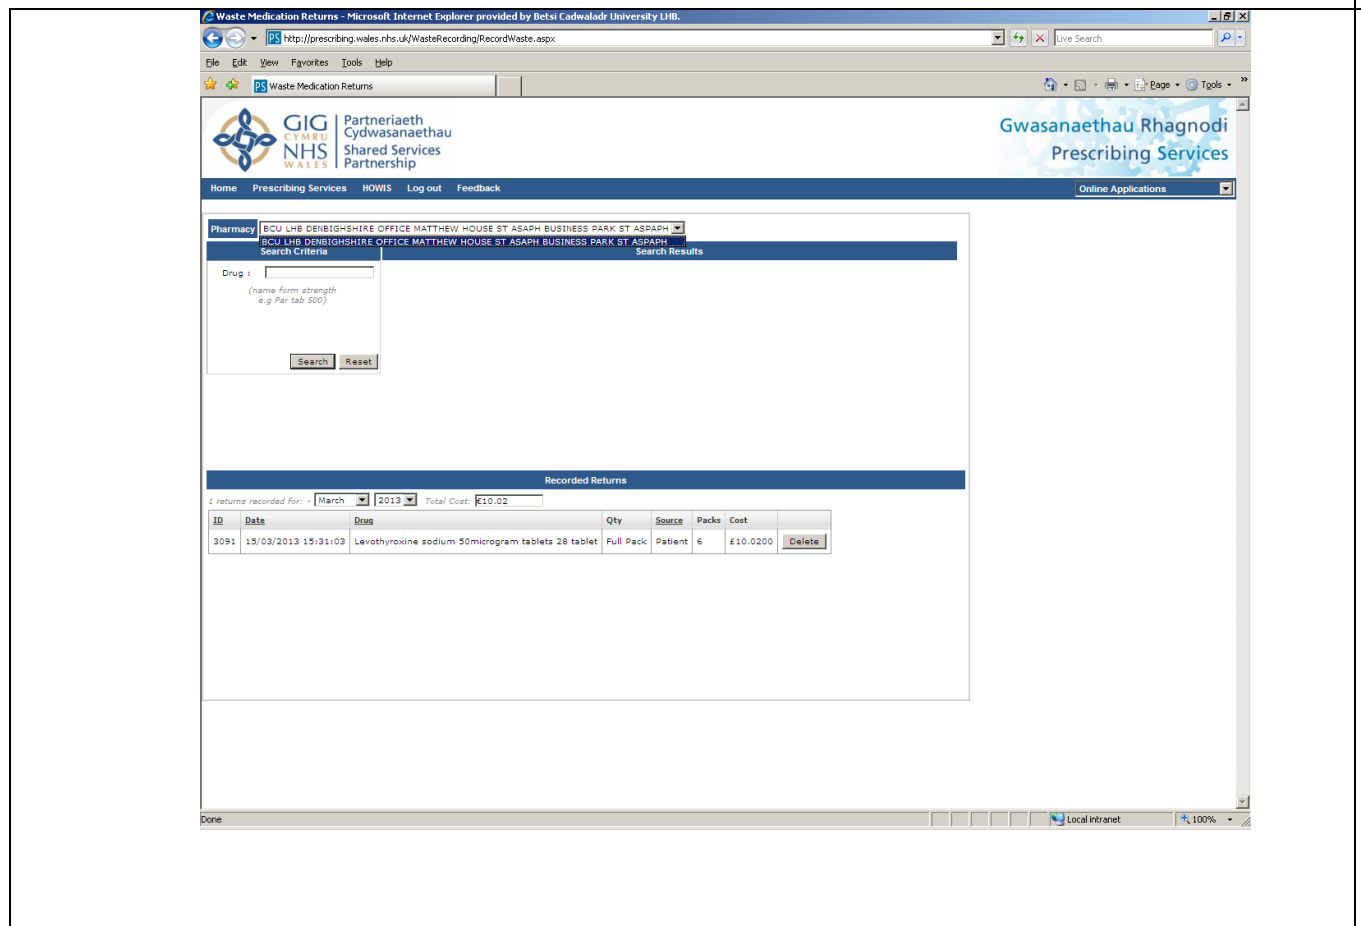 Waste Medication Returns - Microsoft Internet Explorer provided by Betsi Cadwaladr University LHB.
PS http://prescribing.wales.nhs.uk/WasteRecording/RecordWaste.aspx
Live Search
File Edit View Favorites Tools Help
PS Waste Medication Returns
Page Tools »
GIG CYMRU NHS WALES
Partneriaeth
Cydwasanaethau
Shared Services
Partnership
Gwasanaethau Rhagnodi
Prescribing Services
Home Prescribing Services HOWIS Log out Feedback Online Applications
Pharmacy BCU LHB DENBIGHSHIRE OFFICE MATTHEW HOUSE ST ASAPH BUSINESS PARK ST ASPAPH
BCU LHB DENBIGHSHIRE OFFICE MATTHEW HOUSE ST ASAPH BUSINESS PARK ST ASPAPH
Search Criteria Search Results
Drug :
(name form strength
e.g Par tab 500)
Search Reset
Recorded Returns
1 returns recorded for: - March 2013 Total Cost: £10.02
ID Date Drug Qty Source Packs Cost
3091 15/03/2013 15:31:03 Levothyroxine sodium 50microgram tablets 28 tablet Full Pack Patient 6 £10.0200 Delete
Done Local intranet 100%